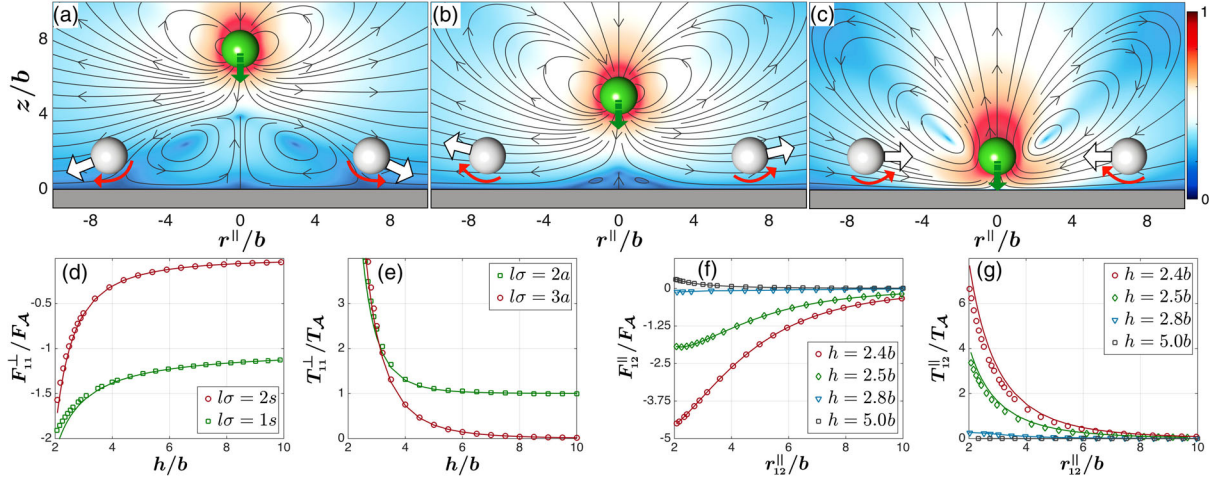 (a)
(b)
(c)
z/b
8
4
0
-8 -4 0 4 8
-8 -4 0 4 8
-8 -4 0 4 8
r∥/b
r∥/b
r∥/b
1
0
(d)
F⊥11/F𝒜
-0.5
-1
-1.5
-2
2 4 6 8 10
h/b
lσ = 2s
lσ = 1s
(e)
T⊥11/T𝒜
3
2
1
0
2 4 6 8 10
h/b
lσ = 2a
lσ = 3a
(f)
F∥12/F𝒜
1.25
0
-1.25
-2.5
-3.75
-5
2 4 6 8 10
r∥12/b
h = 2.4b
h = 2.5b
h = 2.8b
h = 5.0b
(g)
T∥12/T𝒜
8
6
4
2
0
2 4 6 8 10
r∥12/b
h = 2.4b
h = 2.5b
h = 2.8b
h = 5.0b